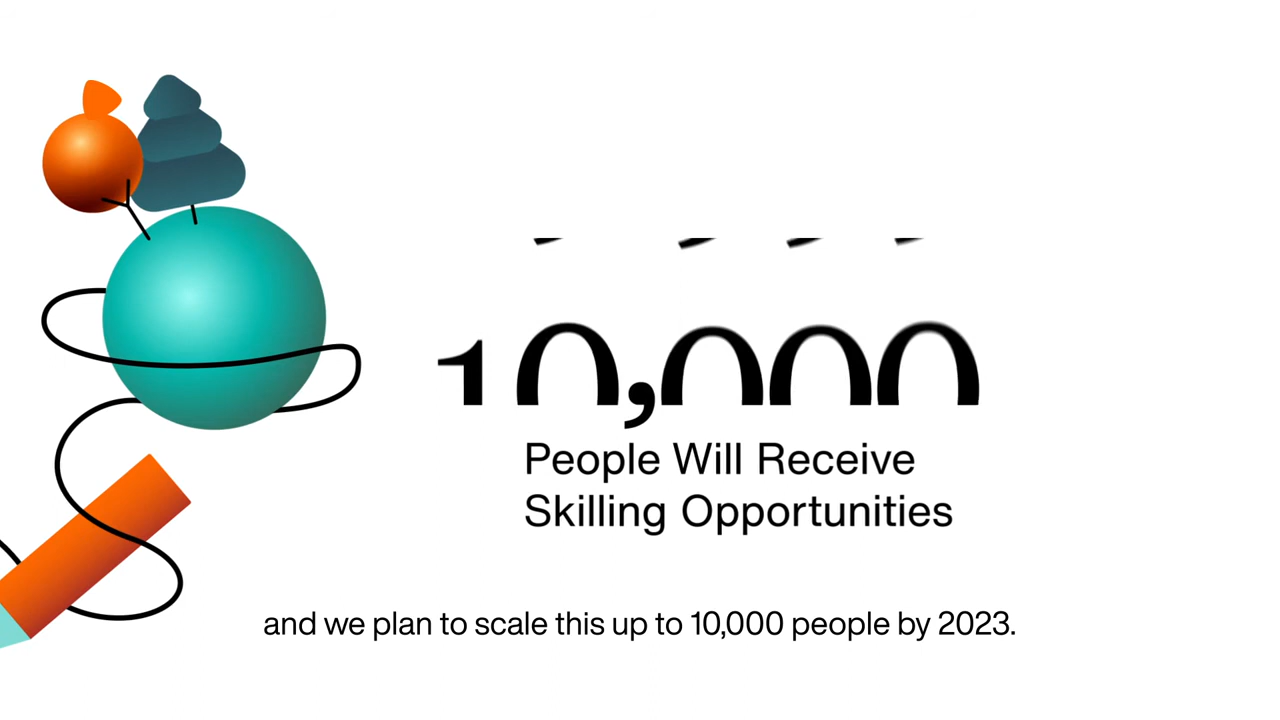 10,000
People Will Receive
Skilling Opportunities
and we plan to scale this up to 10,000 people by 2023.